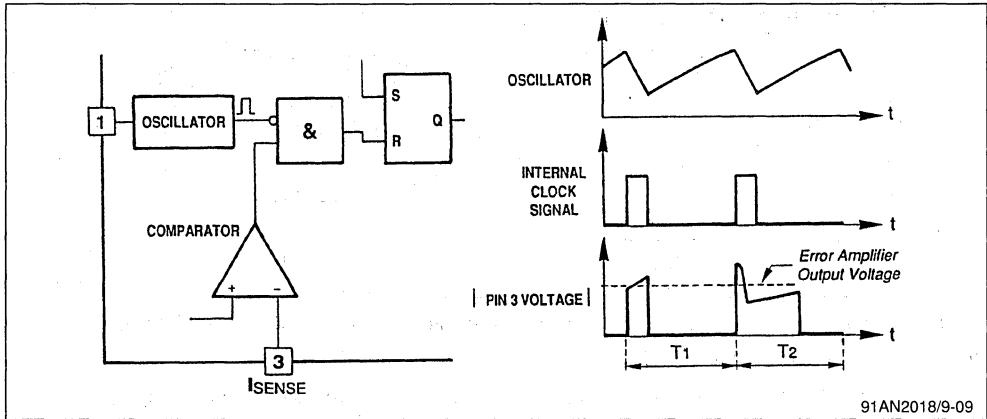 1
OSCILLATOR
&
S
R
Q
COMPARATOR
+
−
3
ISENSE
OSCILLATOR
t
INTERNAL
CLOCK
SIGNAL
t
Error Amplifier
Output Voltage
| PIN 3 VOLTAGE |
t
T1
T2
91AN2018/9-09